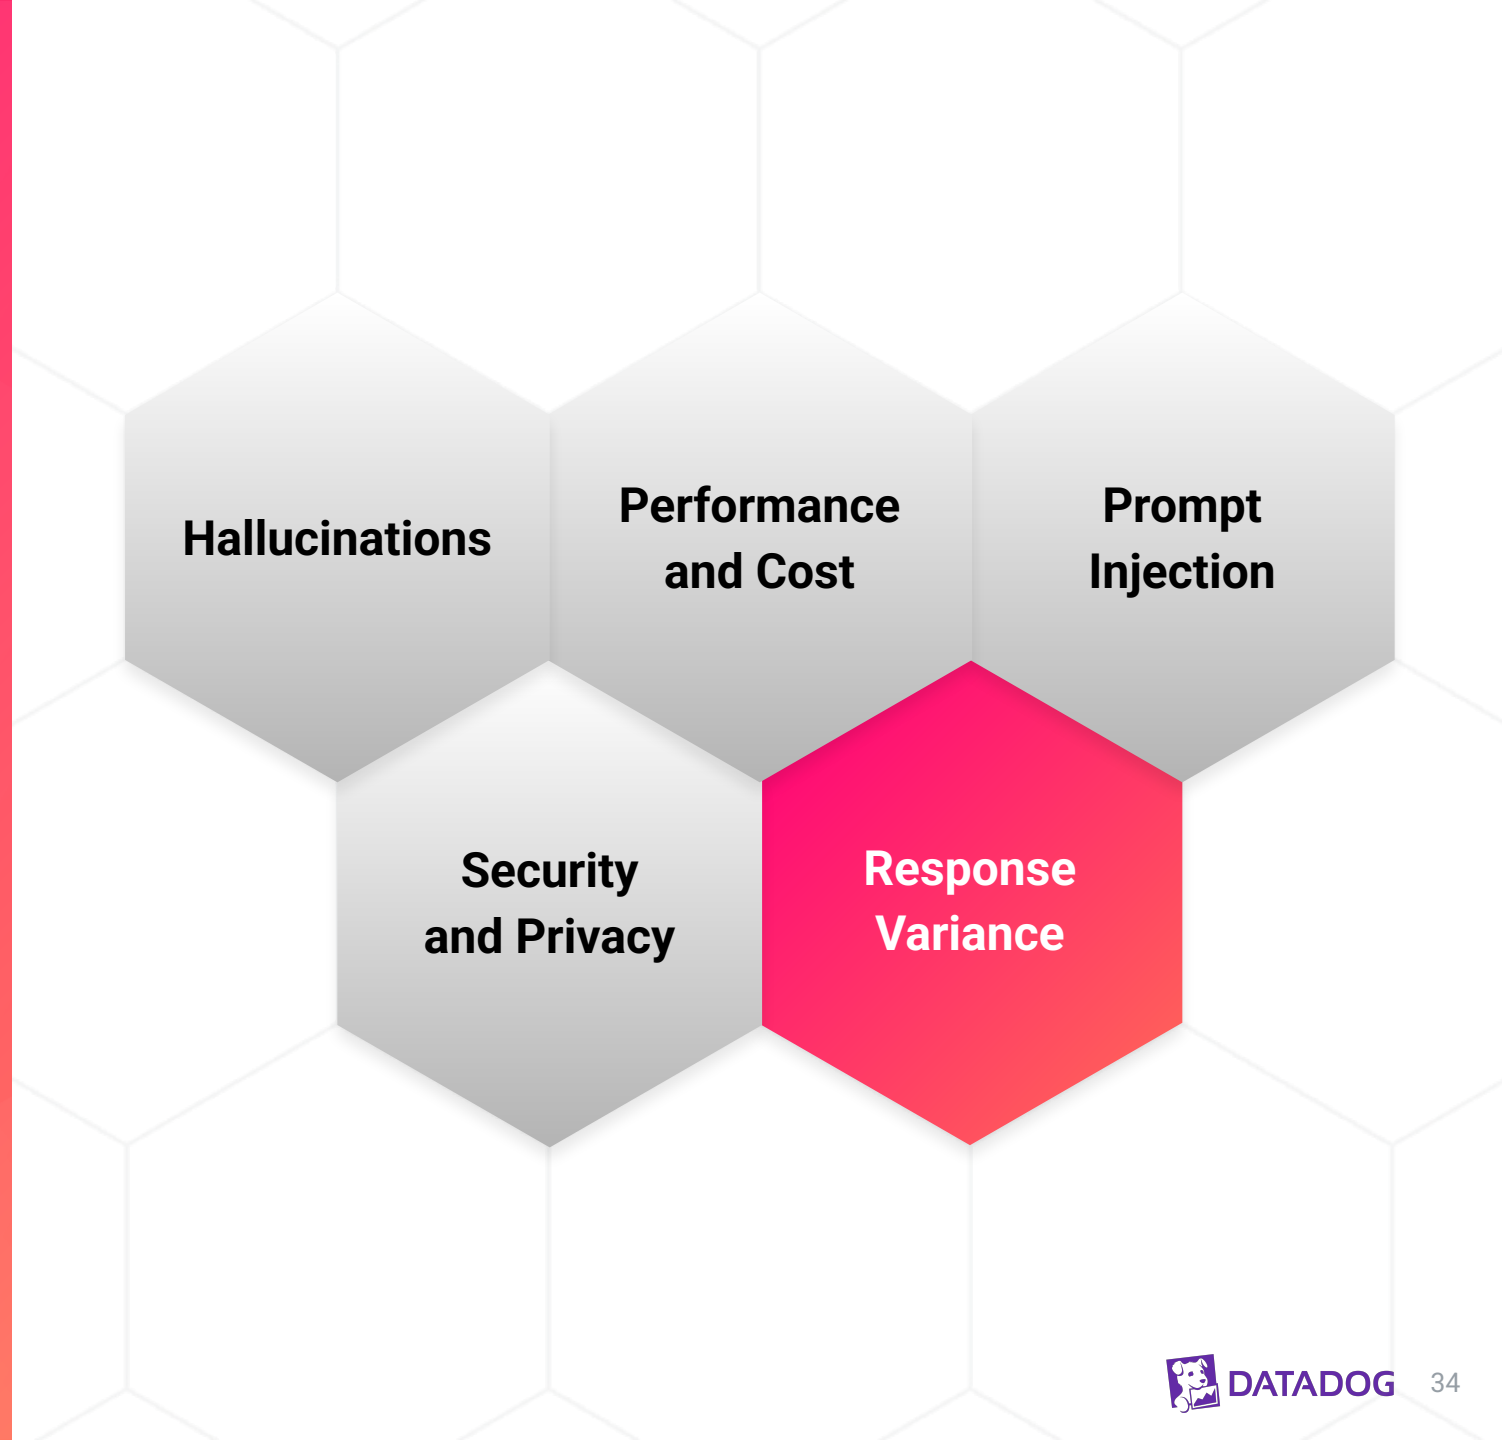 Hallucinations
Performance
and Cost
Prompt
Injection
Security
and Privacy
Response
Variance
DATADOG
34